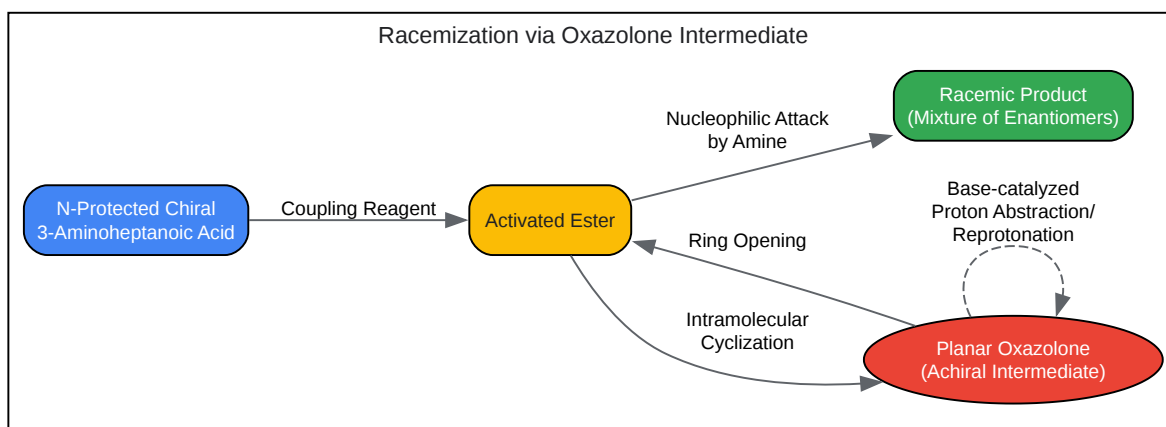 Racemization via Oxazolone Intermediate
Racemic Product
(Mixture of Enantiomers)
Nucleophilic Attack
by Amine
N-Protected Chiral
3-Aminoheptanoic Acid
Coupling Reagent
Activated Ester
Base-catalyzed
Proton Abstraction/
Reprotonation
Ring Opening
Intramolecular
Cyclization
Planar Oxazolone
(Achiral Intermediate)